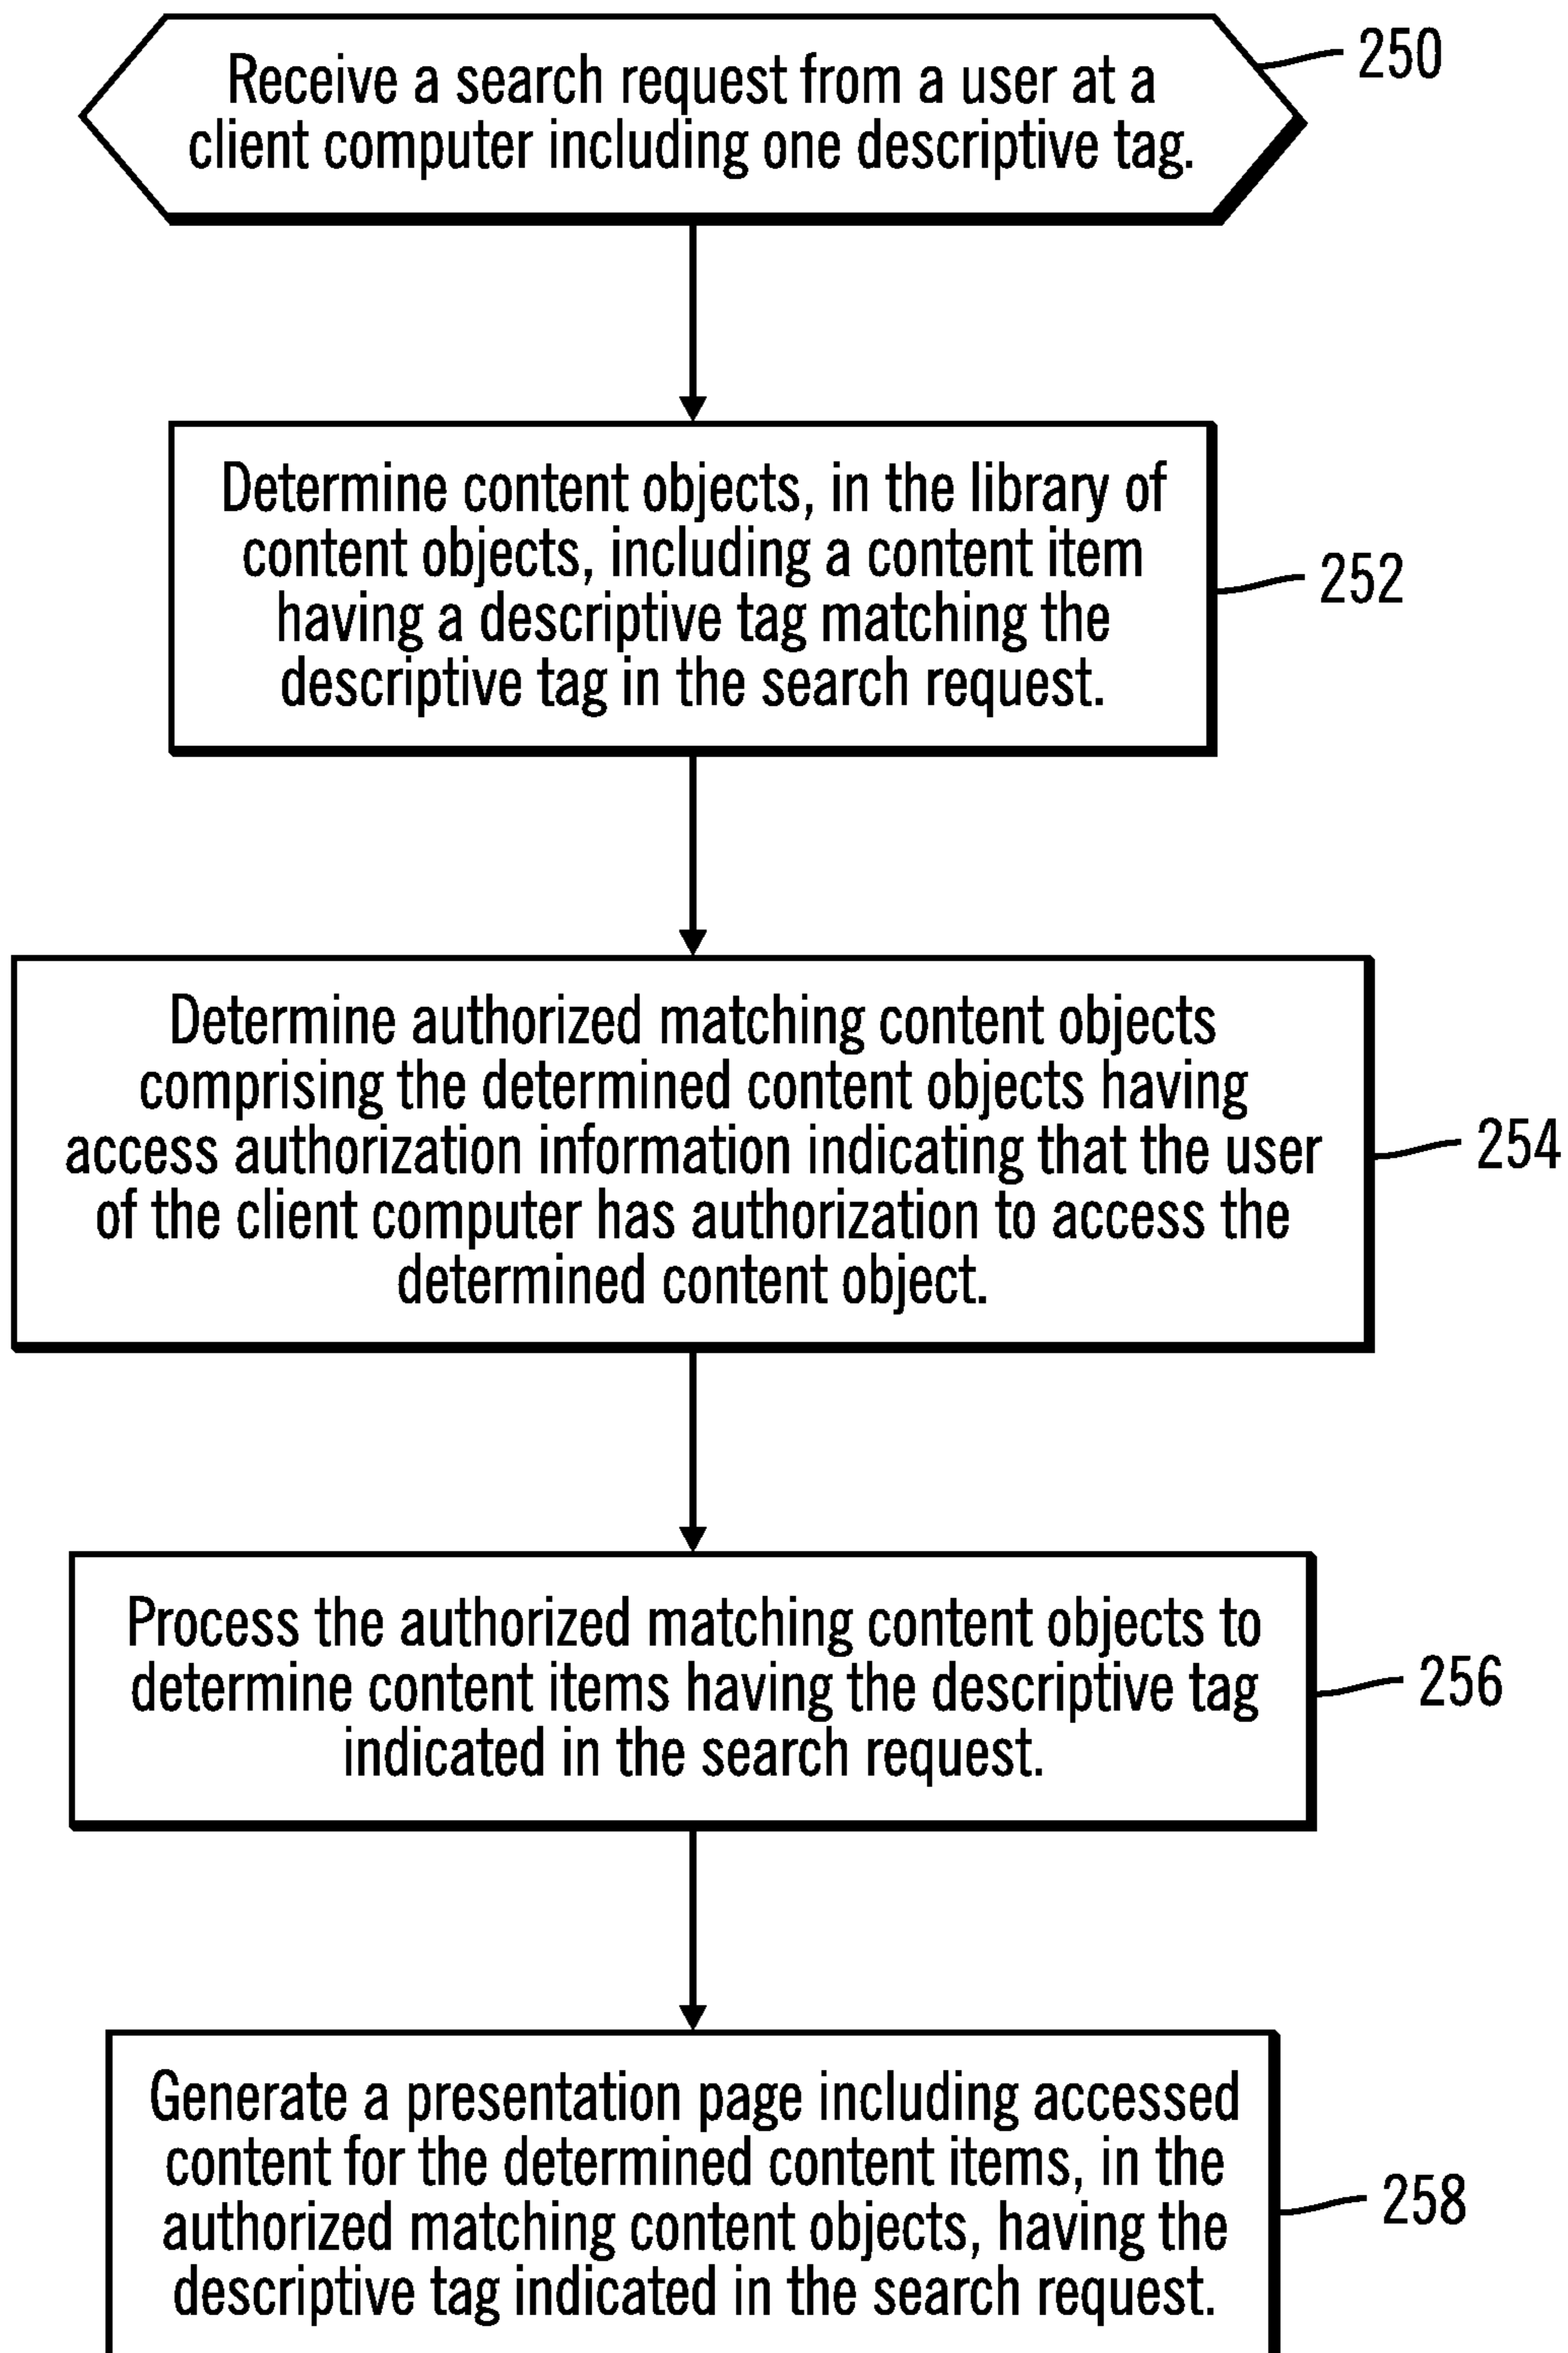 Receive a search request from a user at a
client computer including one descriptive tag.
250
Determine content objects, in the library of
content objects, including a content item
having a descriptive tag matching the
descriptive tag in the search request.
252
Determine authorized matching content objects
comprising the determined content objects having
access authorization information indicating that the user
of the client computer has authorization to access the
determined content object.
254
Process the authorized matching content objects to
determine content items having the descriptive tag
indicated in the search request.
256
Generate a presentation page including accessed
content for the determined content items, in the
authorized matching content objects, having the
descriptive tag indicated in the search request.
258